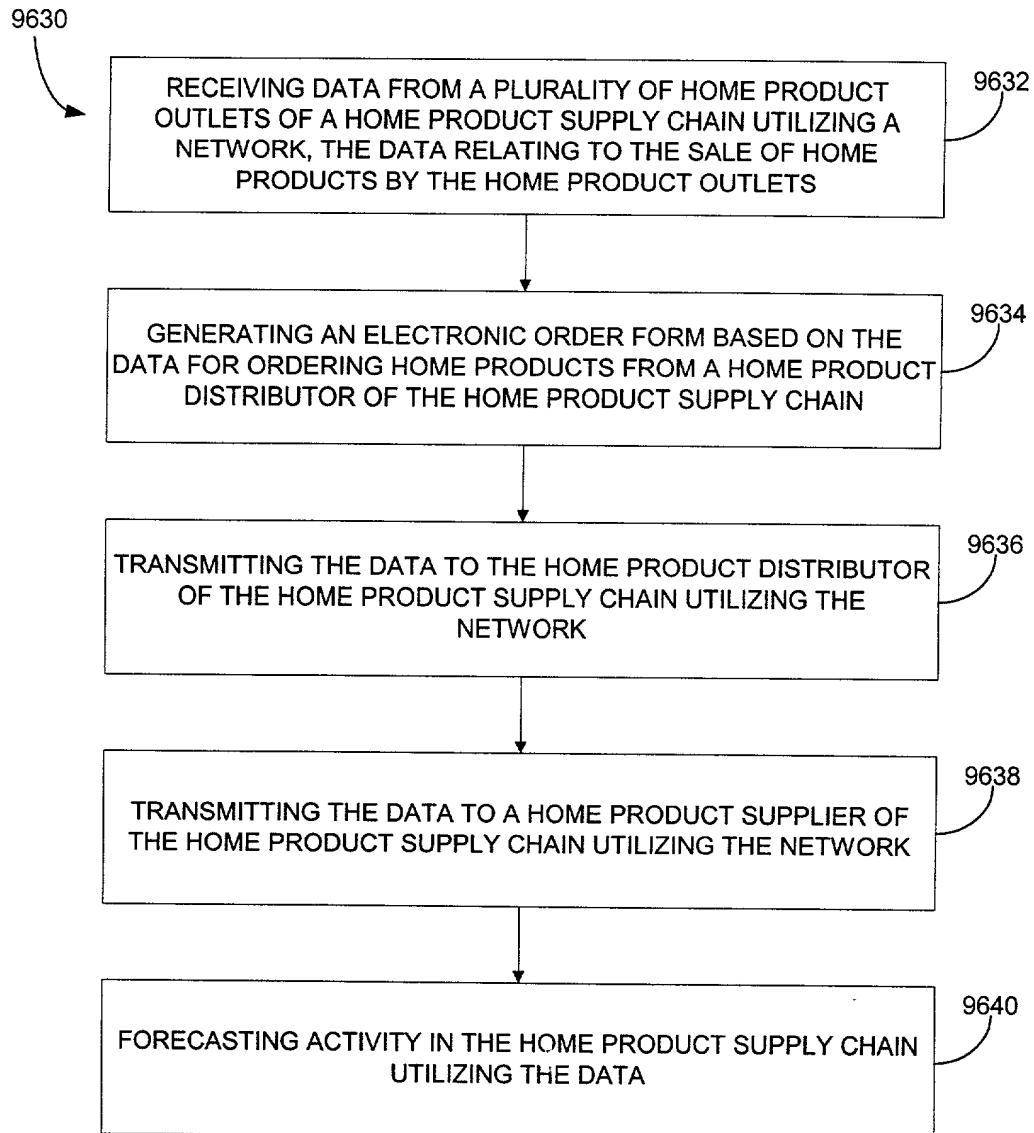 9630
RECEIVING DATA FROM A PLURALITY OF HOME PRODUCT
OUTLETS OF A HOME PRODUCT SUPPLY CHAIN UTILIZING A
NETWORK, THE DATA RELATING TO THE SALE OF HOME
PRODUCTS BY THE HOME PRODUCT OUTLETS
9632
GENERATING AN ELECTRONIC ORDER FORM BASED ON THE
DATA FOR ORDERING HOME PRODUCTS FROM A HOME PRODUCT
DISTRIBUTOR OF THE HOME PRODUCT SUPPLY CHAIN
9634
TRANSMITTING THE DATA TO THE HOME PRODUCT DISTRIBUTOR
OF THE HOME PRODUCT SUPPLY CHAIN UTILIZING THE
NETWORK
9636
TRANSMITTING THE DATA TO A HOME PRODUCT SUPPLIER OF
THE HOME PRODUCT SUPPLY CHAIN UTILIZING THE NETWORK
9638
FORECASTING ACTIVITY IN THE HOME PRODUCT SUPPLY CHAIN
UTILIZING THE DATA
9640